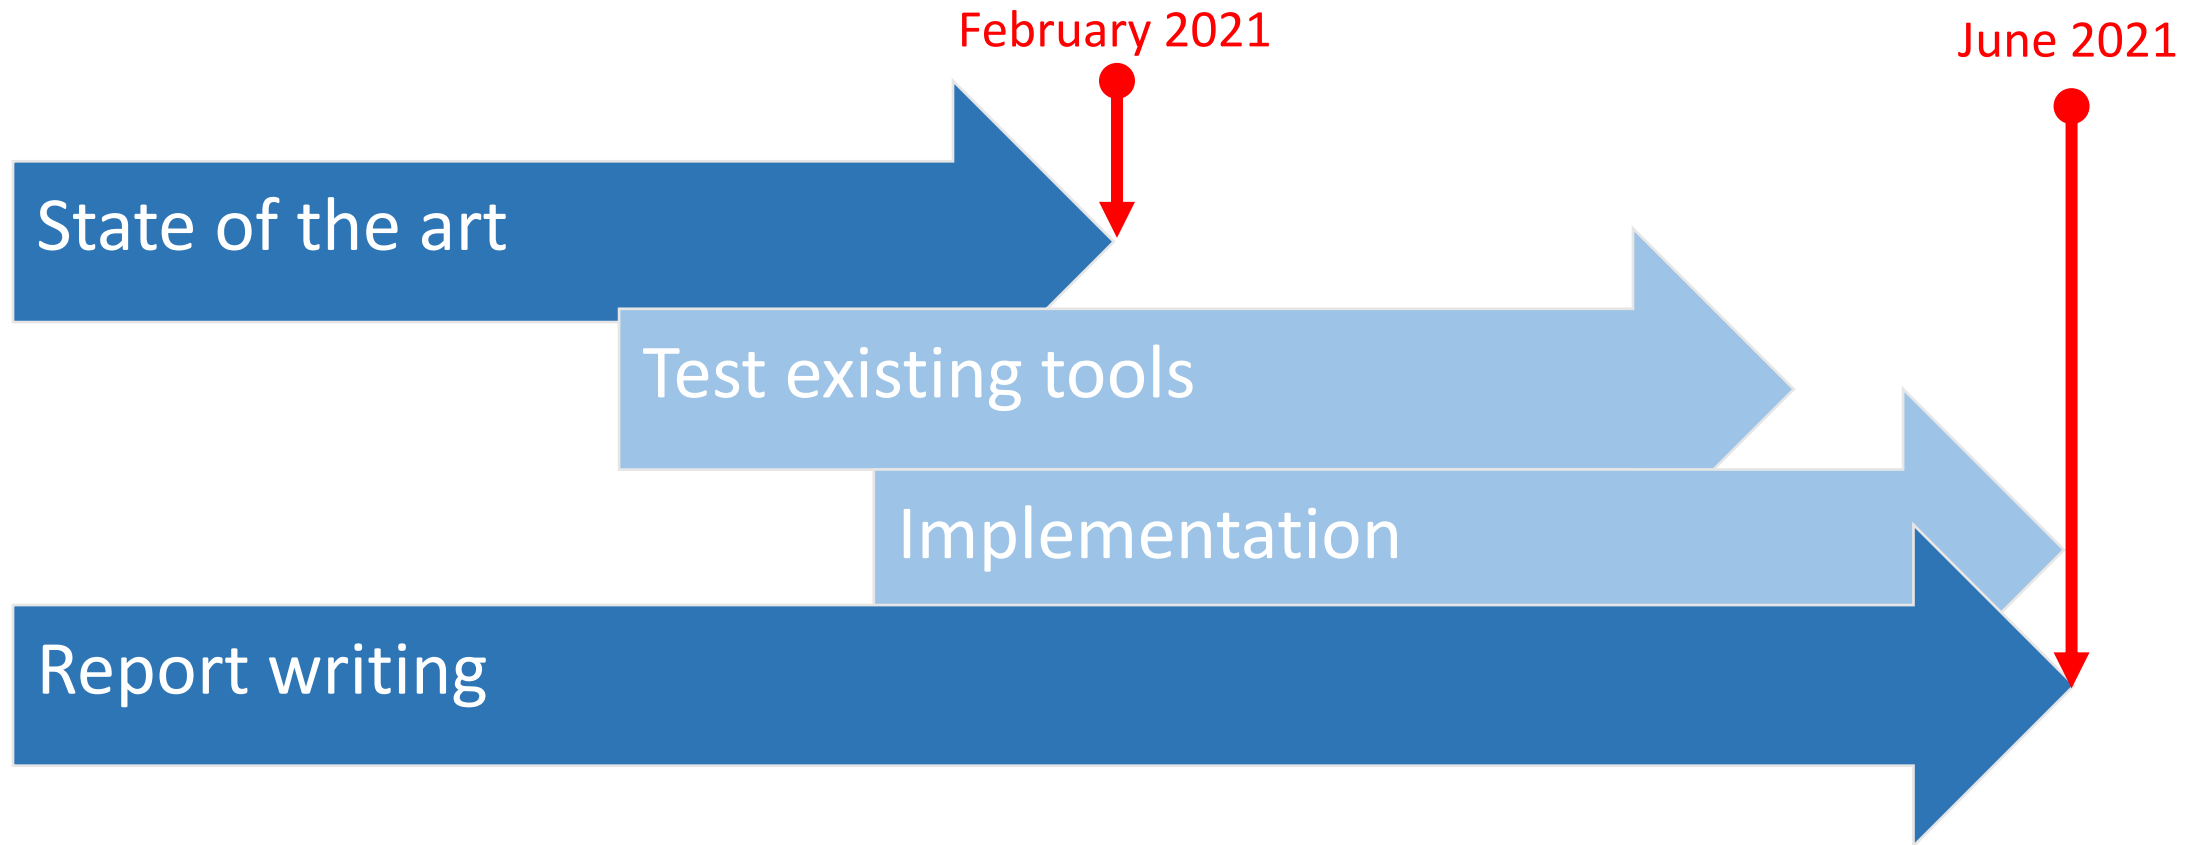 February 2021
June 2021
State of the art
Test existing tools
Implementation
Report writing